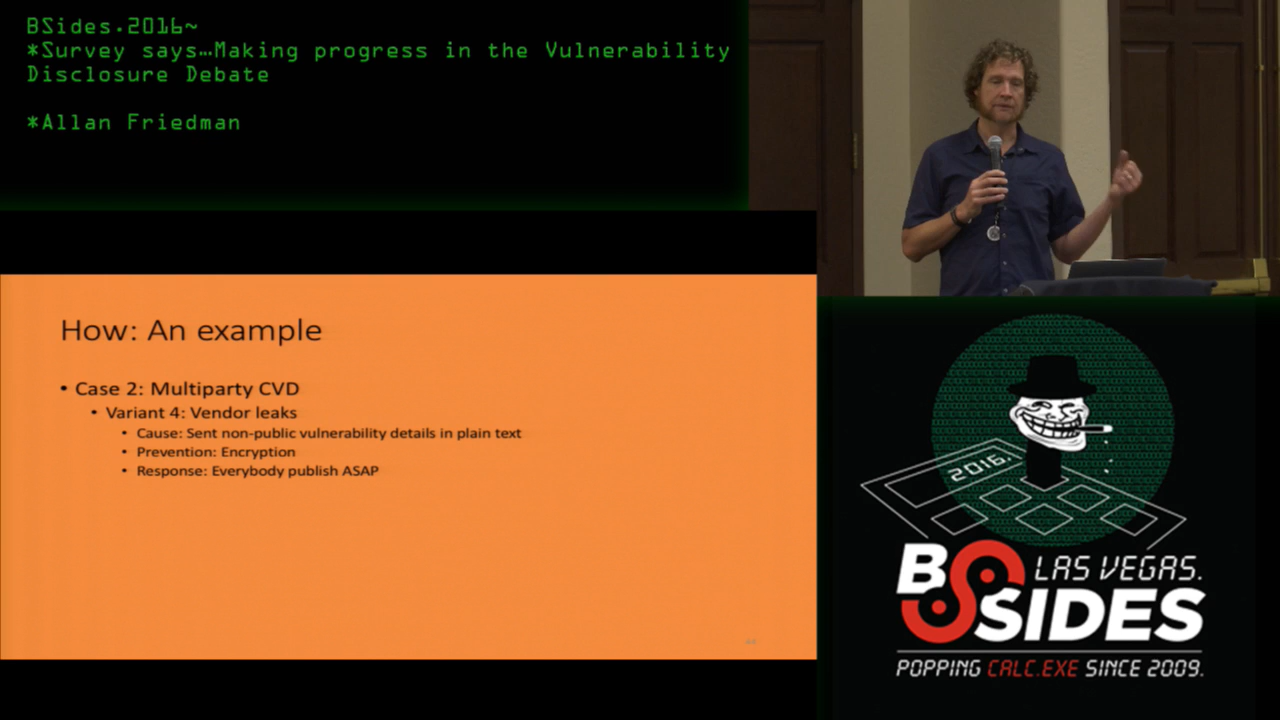 BSides.2016~
*Survey says…Making progress in the Vulnerability
Disclosure Debate
*Allan Friedman
How: An example
• Case 2: Multiparty CVD
• Variant 4: Vendor leaks
• Cause: Sent non-public vulnerability details in plain text
• Prevention: Encryption
• Response: Everybody publish ASAP
2016.
BSIDES
LAS VEGAS.
POPPING CALC.EXE SINCE 2009.